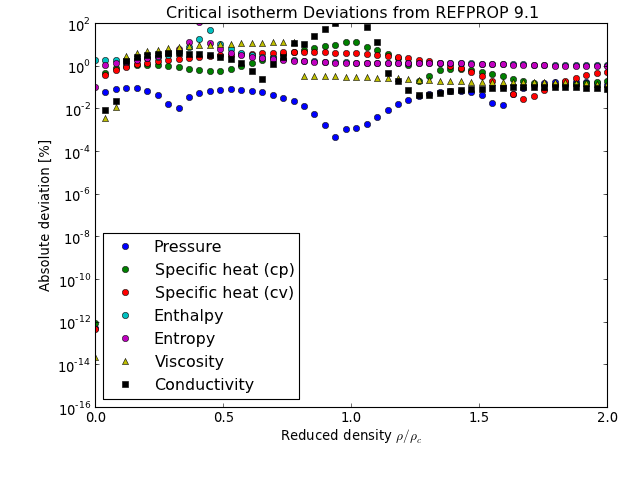 Critical isotherm Deviations from REFPROP 9.1
Absolute deviation [%]
10^2
10^0
10^-2
10^-4
10^-6
10^-8
10^-10
10^-12
10^-14
10^-16
Pressure
Specific heat (cp)
Specific heat (cv)
Enthalpy
Entropy
Viscosity
Conductivity
0.0 0.5 1.0 1.5 2.0
Reduced density ρ/ρ_c